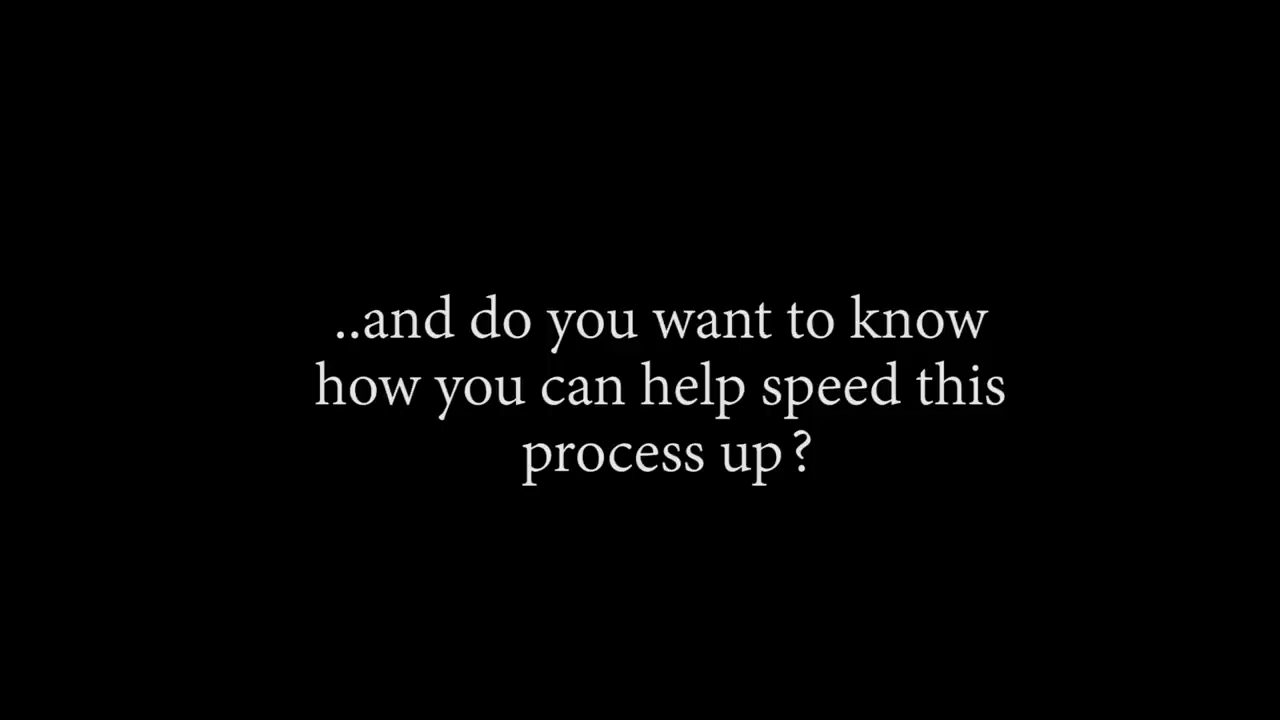 ..and do you want to know
how you can help speed this
process up?